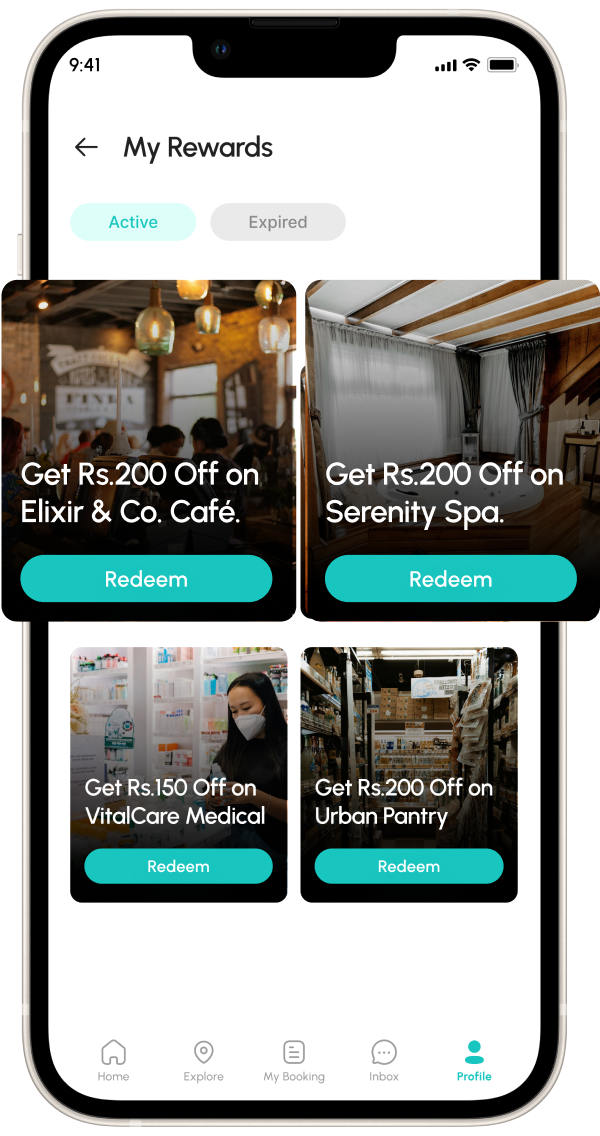 9:41
My Rewards
Active
Expired
Get Rs.200 Off on
Elixir & Co. Café.
Redeem
Get Rs.200 Off on
Serenity Spa.
Redeem
Get Rs.150 Off on
VitalCare Medical
Redeem
Get Rs.200 Off on
Urban Pantry
Redeem
Home
Explore
My Booking
Inbox
Profile